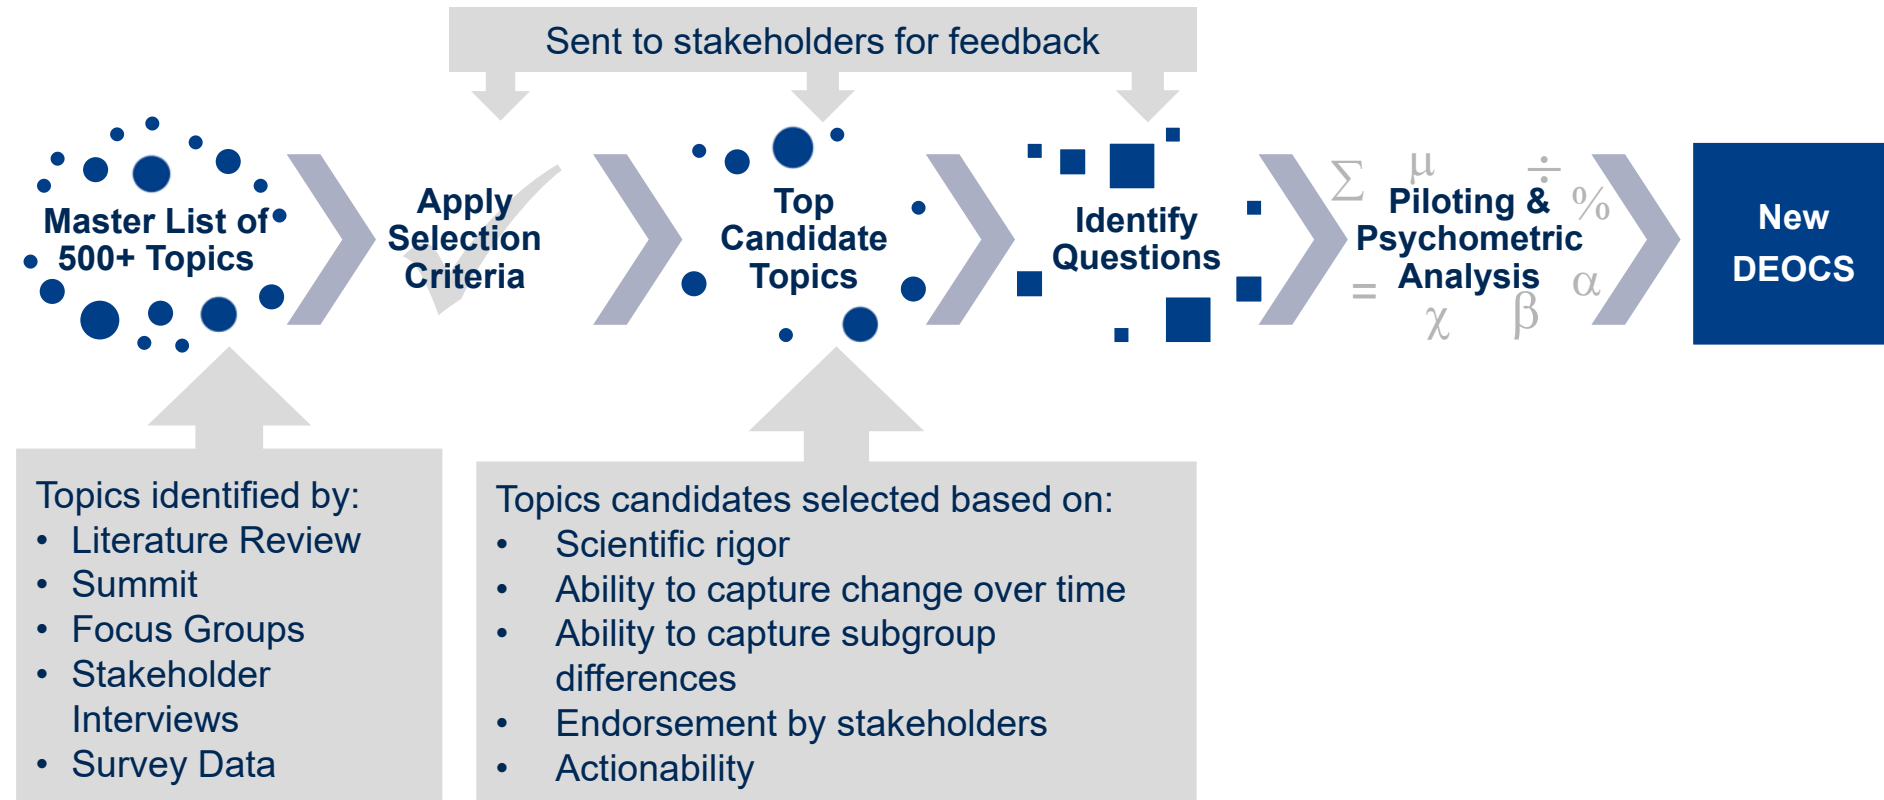 Sent to stakeholders for feedback
Master List of
500+ Topics
Apply
Selection
Criteria
Top
Candidate
Topics
Identify
Questions
Σ μ ÷ %
Piloting &
Psychometric
Analysis
= χ β α
New
DEOCS
Topics identified by:
• Literature Review
• Summit
• Focus Groups
• Stakeholder
Interviews
• Survey Data
Topics candidates selected based on:
• Scientific rigor
• Ability to capture change over time
• Ability to capture subgroup
differences
• Endorsement by stakeholders
• Actionability